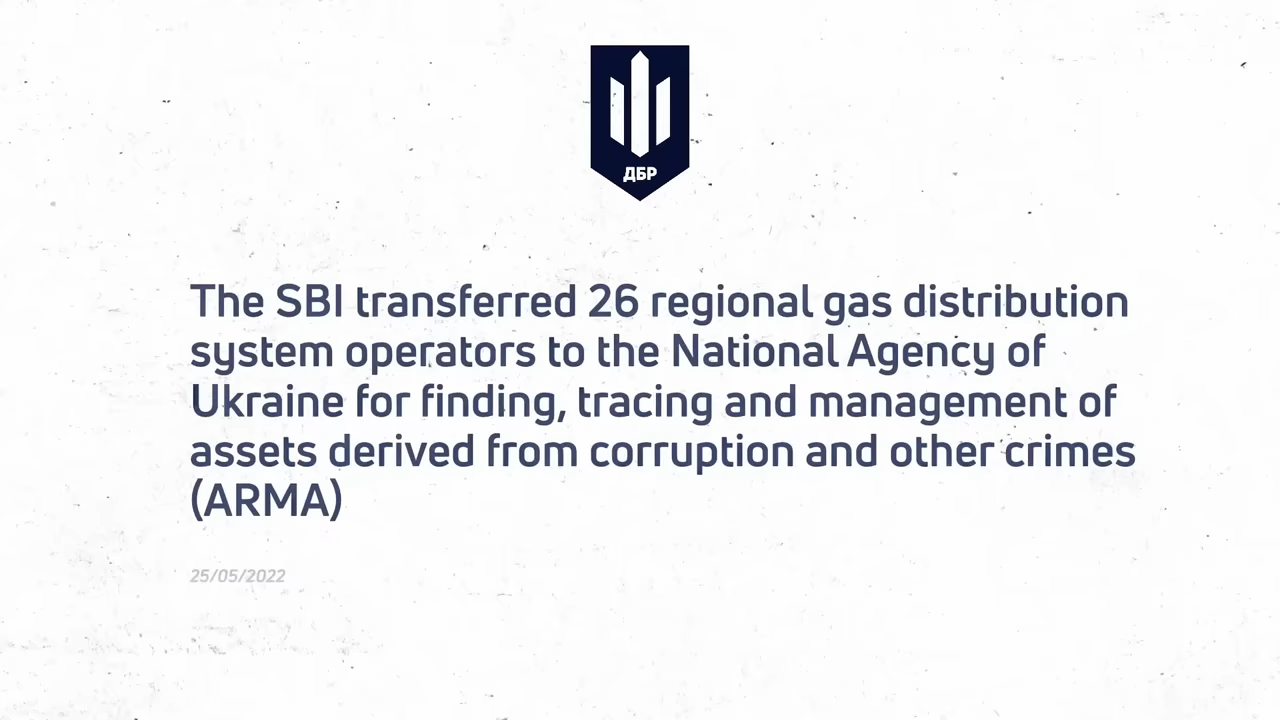 ДБР
The SBI transferred 26 regional gas distribution
system operators to the National Agency of
Ukraine for finding, tracing and management of
assets derived from corruption and other crimes
(ARMA)
25/05/2022